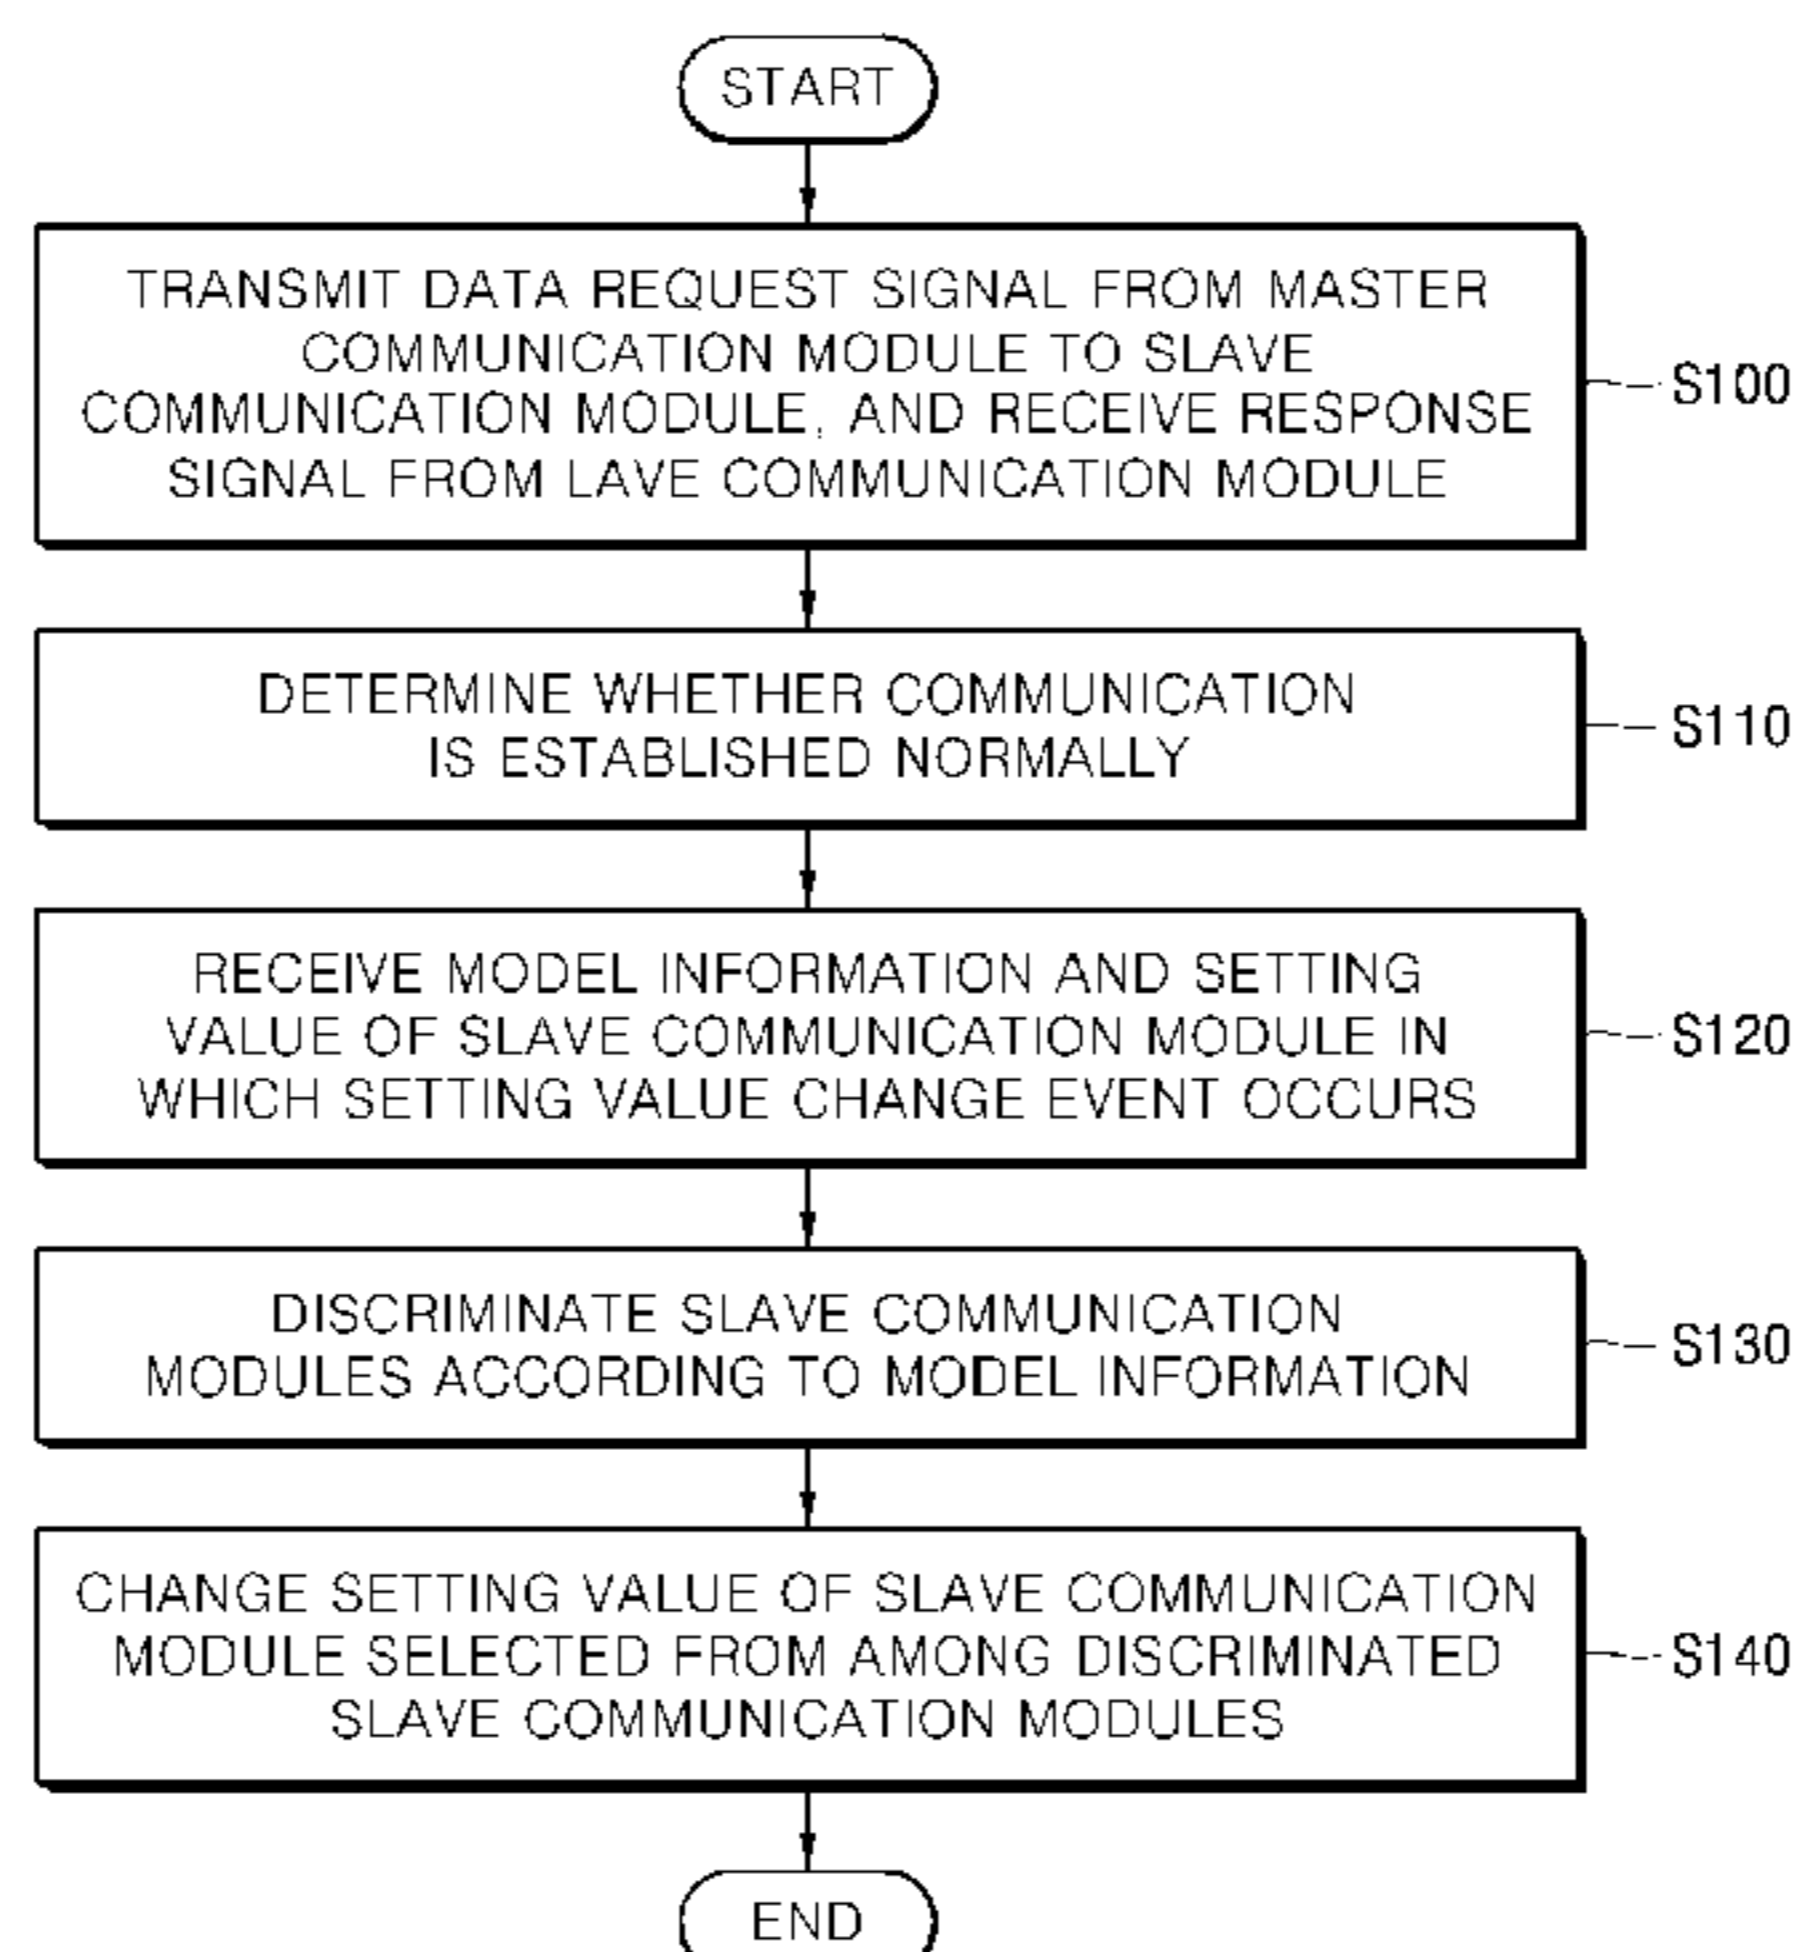 START
TRANSMIT DATA REQUEST SIGNAL FROM MASTER
COMMUNICATION MODULE TO SLAVE
COMMUNICATION MODULE, AND RECEIVE RESPONSE
SIGNAL FROM LAVE COMMUNICATION MODULE
S100
DETERMINE WHETHER COMMUNICATION
IS ESTABLISHED NORMALLY
S110
RECEIVE MODEL INFORMATION AND SETTING
VALUE OF SLAVE COMMUNICATION MODULE IN
WHICH SETTING VALUE CHANGE EVENT OCCURS
S120
DISCRIMINATE SLAVE COMMUNICATION
MODULES ACCORDING TO MODEL INFORMATION
S130
CHANGE SETTING VALUE OF SLAVE COMMUNICATION
MODULE SELECTED FROM AMONG DISCRIMINATED
SLAVE COMMUNICATION MODULES
S140
END